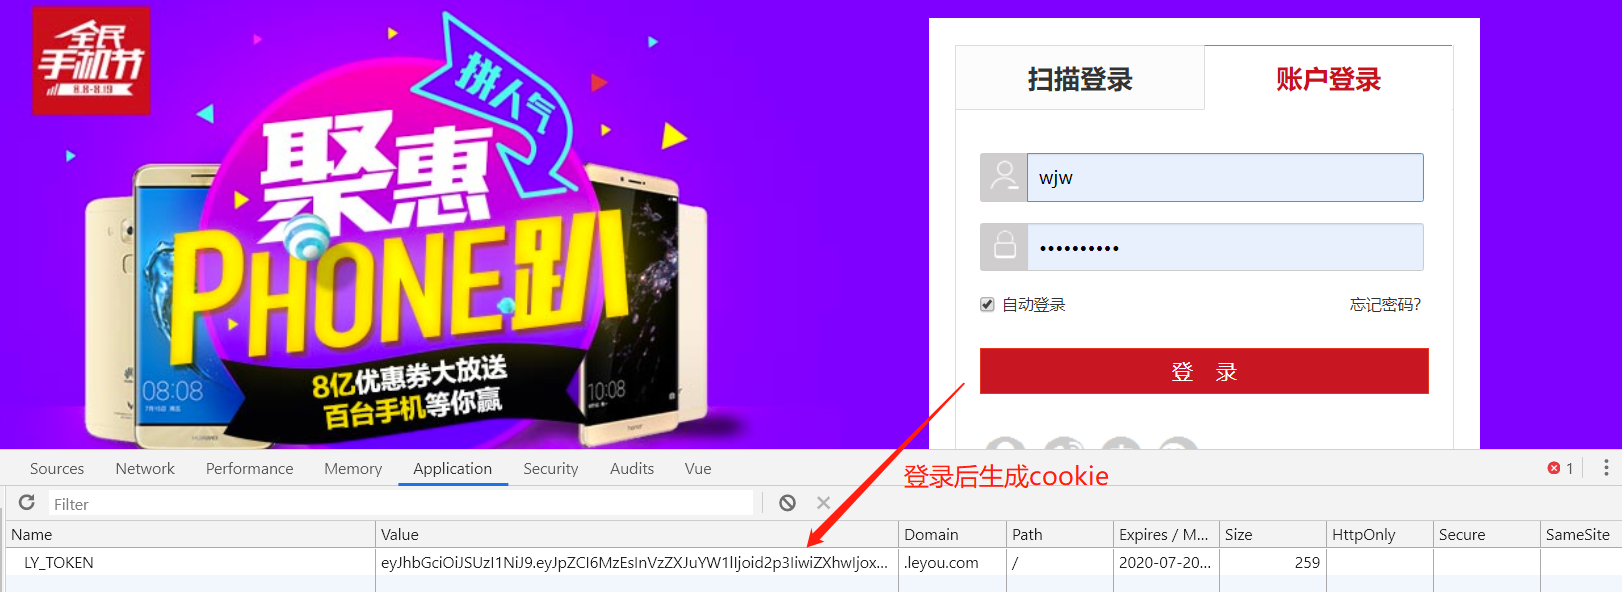 全民
手机节
8.8-8.19
拼人气
聚惠
PHONE趴
8亿优惠券大放送
百台手机等你赢
08:08
10:08
扫描登录
账户登录
wjw
••••••••••
自动登录
忘记密码?
登 录
登录后生成cookie
Sources Network Performance Memory Application Security Audits Vue
1
Filter
Name Value Domain Path Expires / M... Size HttpOnly Secure SameSite
LY_TOKEN eyJhbGciOiJSUzI1NiJ9.eyJpZCI6MzEsInVzZXJuYW1lIjoid2p3IiwiZXhwIjox... .leyou.com / 2020-07-20... 259